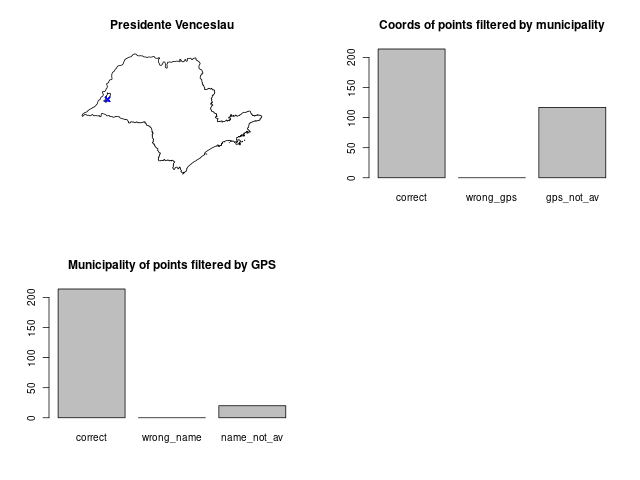 Presidente Venceslau
Coords of points filtered by municipality
200
150
100
50
0
correct wrong_gps gps_not_av
Municipality of points filtered by GPS
200
150
100
50
0
correct wrong_name name_not_av